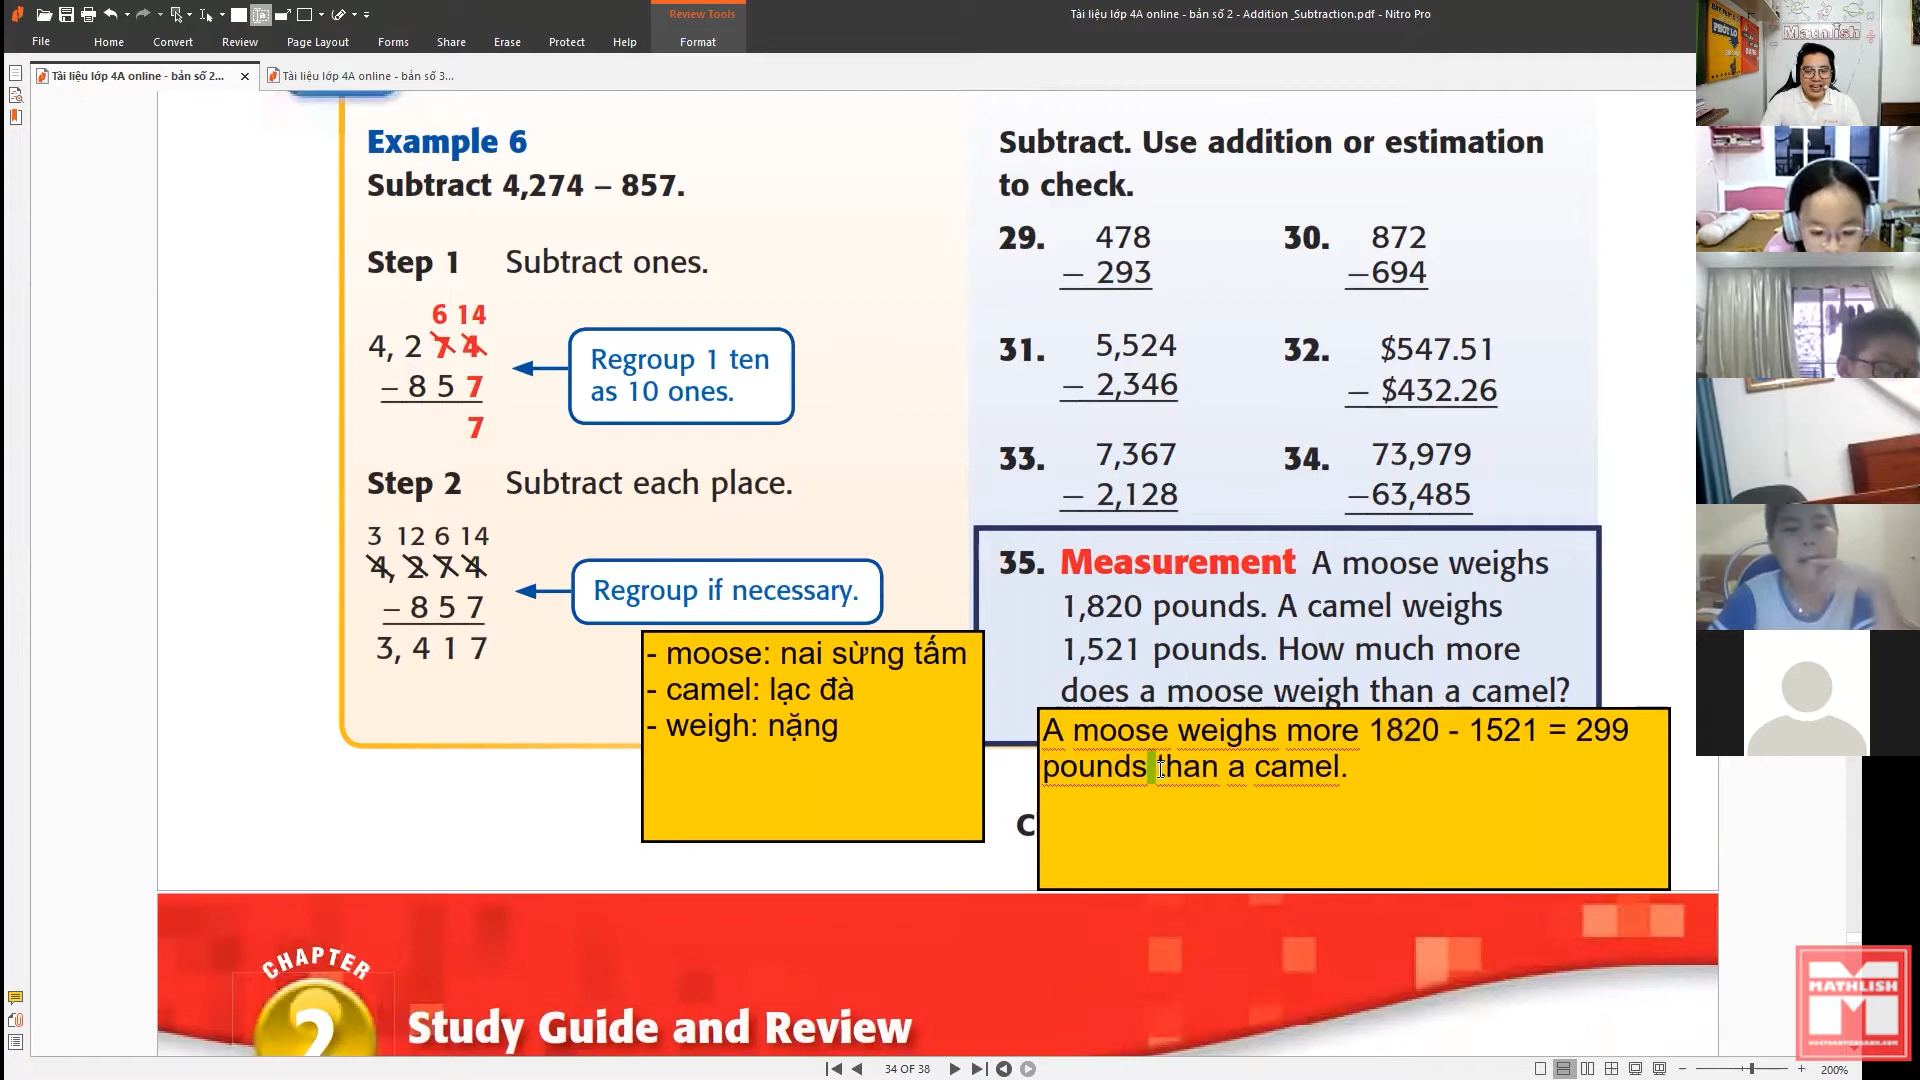 Review Tools
Tài liệu lớp 4A online - bản số 2 - Addition _Subtraction.pdf - Nitro Pro
File Home Convert Review Page Layout Forms Share Erase Protect Help Format
Tài liệu lớp 4A online - bản số 2... × Tài liệu lớp 4A online - bản số 3...
Example 6
Subtract 4,274 – 857.
Step 1 Subtract ones.
6 14
4, 2 7 4
– 8 5 7
7
Regroup 1 ten
as 10 ones.
Step 2 Subtract each place.
3 12 6 14
4, 2 7 4
– 8 5 7
3, 4 1 7
Regroup if necessary.
Subtract. Use addition or estimation
to check.
29. 478
– 293
30. 872
–694
31. 5,524
– 2,346
32. $547.51
– $432.26
33. 7,367
– 2,128
34. 73,979
–63,485
35. Measurement A moose weighs
1,820 pounds. A camel weighs
1,521 pounds. How much more
does a moose weigh than a camel?
- moose: nai sừng tấm
- camel: lạc đà
- weigh: nặng
A moose weighs more 1820 - 1521 = 299
pounds than a camel.
CHAPTER
2
Study Guide and Review
34 OF 38
200%
Mathlish
M
MATHLISH